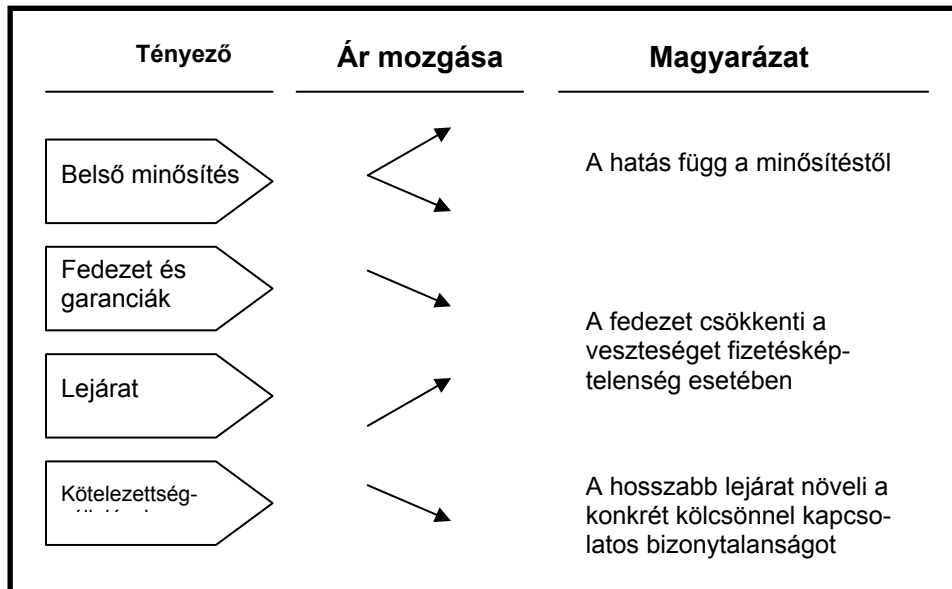 Tényező
Ár mozgása
Magyarázat
Belső minősítés
A hatás függ a minősítéstől
Fedezet és
garanciák
A fedezet csökkenti a
veszteséget fizetéskép-
telenség esetében
Lejárat
Kötelezettség-
A hosszabb lejárat növeli a
konkrét kölcsönnel kapcso-
latos bizonytalanságot